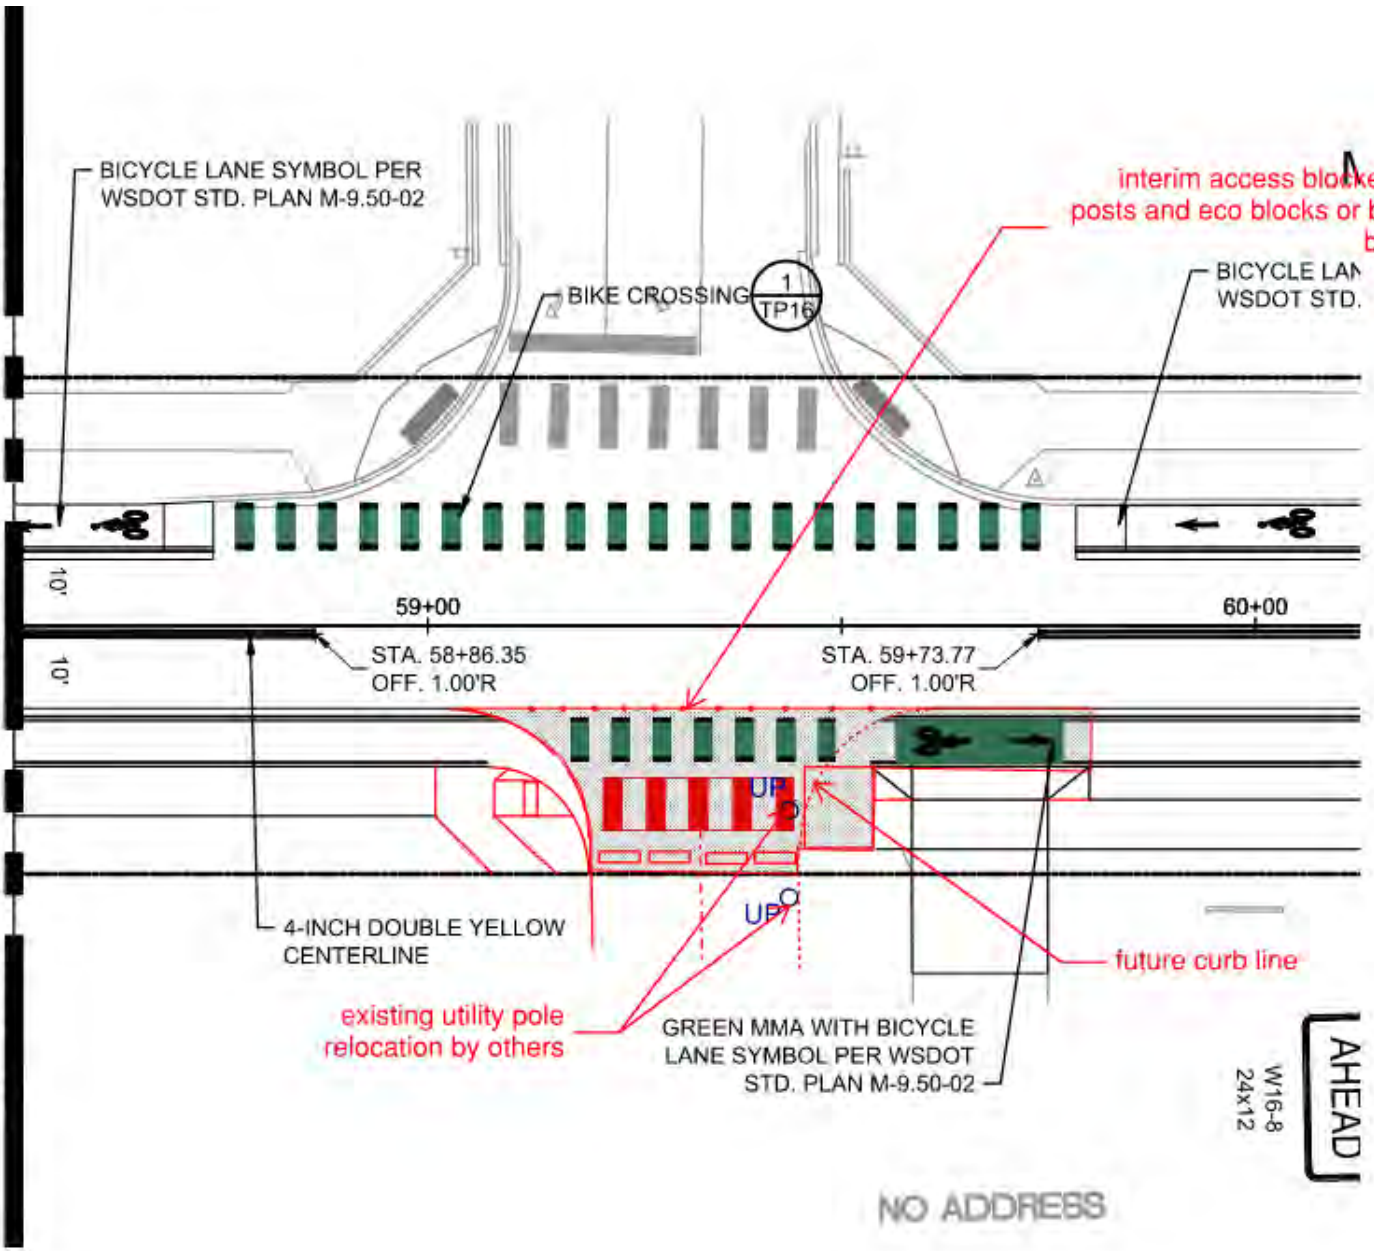 BICYCLE LANE SYMBOL PER
WSDOT STD. PLAN M-9.50-02
interim access blocke
posts and eco blocks or b
b
BICYCLE LAN
WSDOT STD.
BIKE CROSSING
1
TP16
10'
59+00
60+00
10'
STA. 58+86.35
OFF. 1.00'R
STA. 59+73.77
OFF. 1.00'R
UP
UP
4-INCH DOUBLE YELLOW
CENTERLINE
future curb line
existing utility pole
relocation by others
GREEN MMA WITH BICYCLE
LANE SYMBOL PER WSDOT
STD. PLAN M-9.50-02
W16-8
24x12
AHEAD
NO ADDRESS